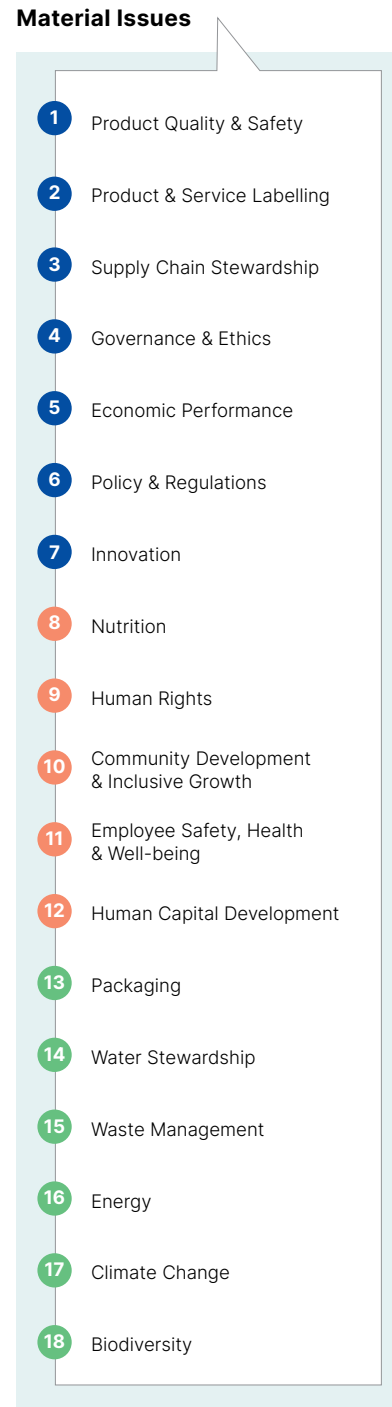 Material Issues
1 Product Quality & Safety
2 Product & Service Labelling
3 Supply Chain Stewardship
4 Governance & Ethics
5 Economic Performance
6 Policy & Regulations
7 Innovation
8 Nutrition
9 Human Rights
10 Community Development
& Inclusive Growth
11 Employee Safety, Health
& Well-being
12 Human Capital Development
13 Packaging
14 Water Stewardship
15 Waste Management
16 Energy
17 Climate Change
18 Biodiversity